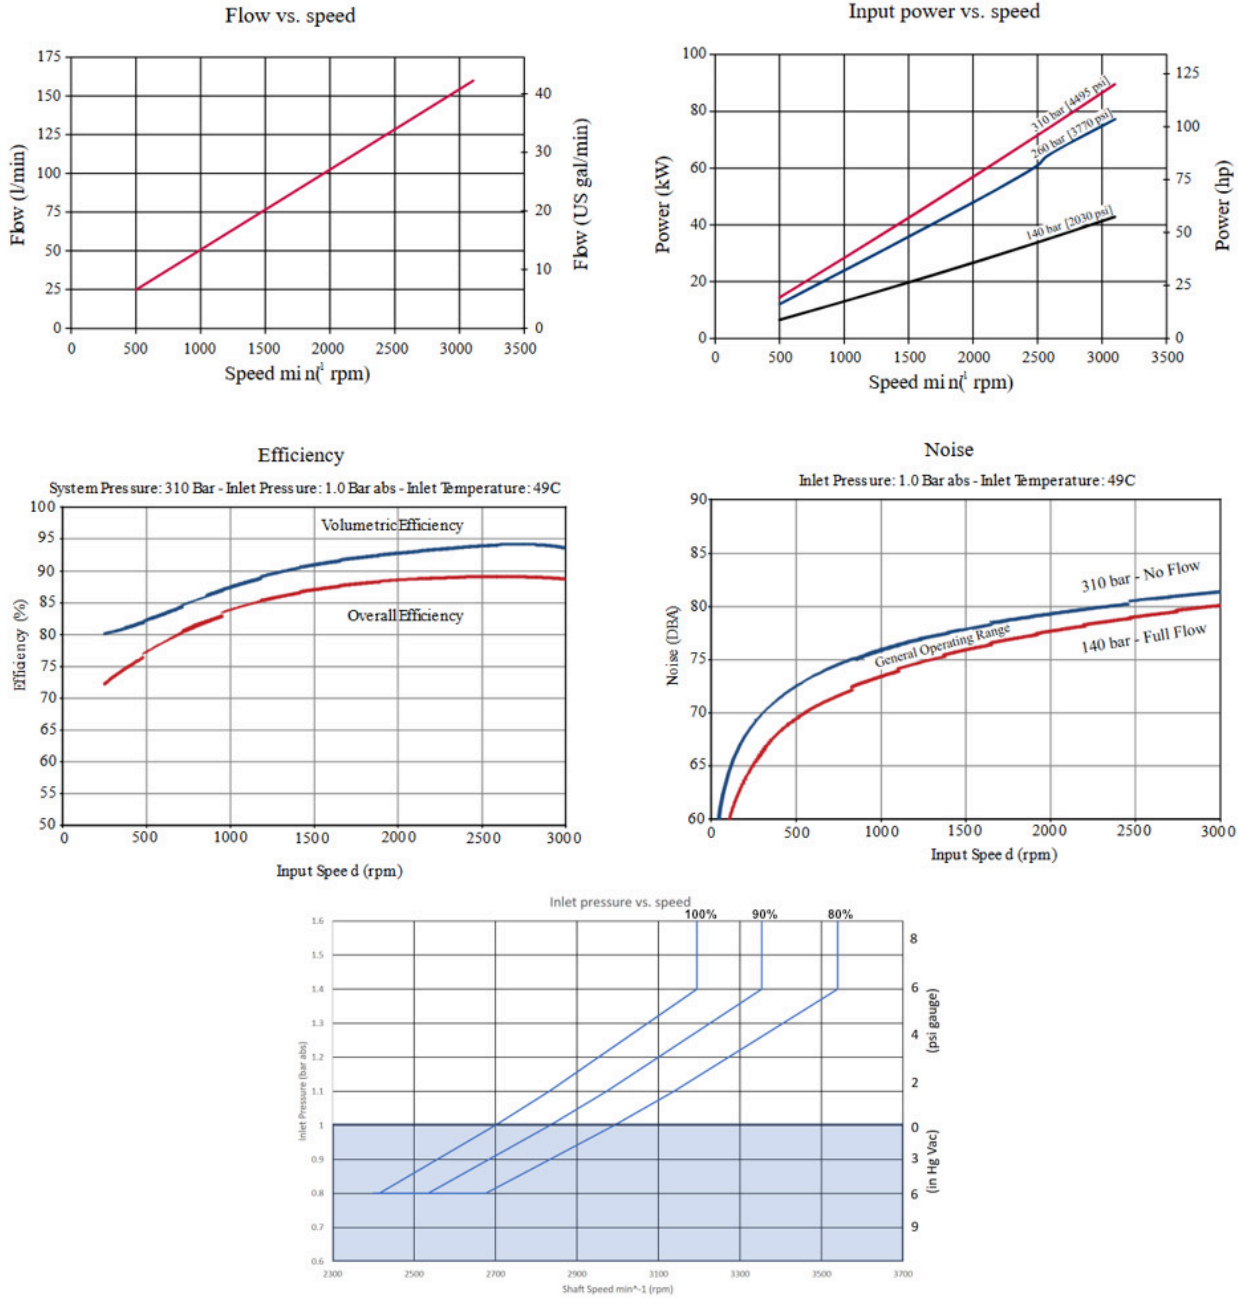 Flow vs. speed
175
150
125
100
75
50
25
0
Flow (l/min)
40
30
20
10
0
Flow (US gal/min)
0 500 1000 1500 2000 2500 3000 3500
Speed min(⁻¹ rpm)
Input power vs. speed
100
80
60
40
20
0
Power (kW)
310 bar [4495 psi]
260 bar [3770 psi]
140 bar [2030 psi]
125
100
75
50
25
0
Power (hp)
0 500 1000 1500 2000 2500 3000 3500
Speed min(⁻¹ rpm)
Efficiency
System Pressure: 310 Bar - Inlet Pressure: 1.0 Bar abs - Inlet Temperature: 49C
100
95
90
85
80
75
70
65
60
55
50
Efficiency (%)
Volumetric Efficiency
Overall Efficiency
0 500 1000 1500 2000 2500 3000
Input Speed (rpm)
Noise
Inlet Pressure: 1.0 Bar abs - Inlet Temperature: 49C
90
85
80
75
70
65
60
Noise (DBA)
310 bar - No Flow
General Operating Range
140 bar - Full Flow
0 500 1000 1500 2000 2500 3000
Input Speed (rpm)
Inlet pressure vs. speed
100% 90% 80%
1.6
1.5
1.4
1.3
1.2
1.1
1
0.9
0.8
0.7
0.6
Inlet Pressure (bar abs)
8
6
4
2
0
3
6
9
(psi gauge)
(in Hg Vac)
2300 2500 2700 2900 3100 3300 3500 3700
Shaft Speed min^-1 (rpm)